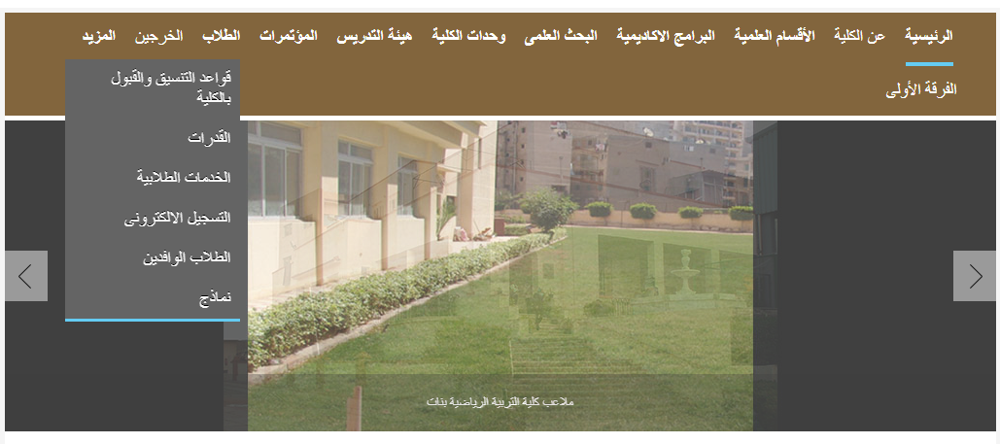 الرئيسية عن الكلية الأقسام العلمية البرامج الاكاديمية البحث العلمى وحدات الكلية هيئة التدريس المؤتمرات الطلاب الخرجين المزيد
الفرقة الأولى
قواعد التنسيق والقبول
بالكلية
القدرات
الخدمات الطلابية
التسجيل الالكترونى
الطلاب الوافدين
نماذج
ملاعب كلية التربية الرياضية بنات